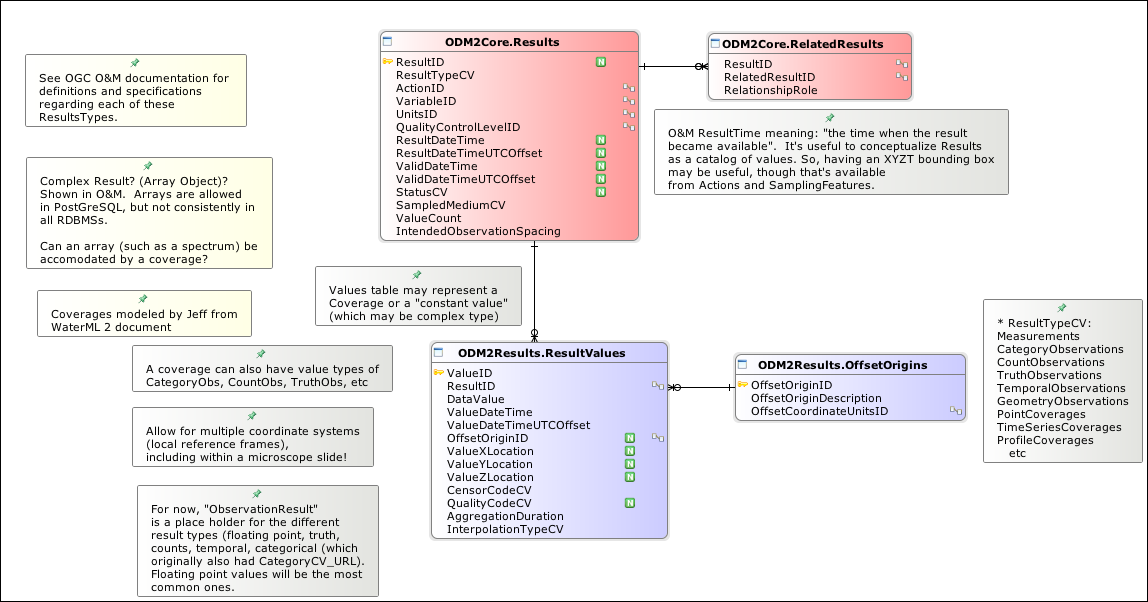 ODM2Core.Results
ResultID N
ResultTypeCV
ActionID
VariableID
UnitsID
QualityControlLevelID
ResultDateTime N
ResultDateTimeUTCOffset N
ValidDateTime N
ValidDateTimeUTCOffset N
StatusCV N
SampledMediumCV
ValueCount
IntendedObservationSpacing
ODM2Core.RelatedResults
ResultID
RelatedResultID
RelationshipRole
See OGC O&M documentation for
definitions and specifications
regarding each of these
ResultsTypes.
O&M ResultTime meaning: "the time when the result
became available".  It's useful to conceptualize Results
as a catalog of values. So, having an XYZT bounding box
may be useful, though that's available
from Actions and SamplingFeatures.
Complex Result? (Array Object)?
Shown in O&M.  Arrays are allowed
in PostGreSQL, but not consistently in
all RDBMSs.
Can an array (such as a spectrum) be
accomodated by a coverage?
Values table may represent a
Coverage or a "constant value"
(which may be complex type)
Coverages modeled by Jeff from
WaterML 2 document
A coverage can also have value types of
CategoryObs, CountObs, TruthObs, etc
Allow for multiple coordinate systems
(local reference frames),
including within a microscope slide!
For now, "ObservationResult"
is a place holder for the different
result types (floating point, truth,
counts, temporal, categorical (which
originally also had CategoryCV_URL).
Floating point values will be the most
common ones.
ODM2Results.ResultValues
ValueID
ResultID
DataValue
ValueDateTime
ValueDateTimeUTCOffset
OffsetOriginID N
ValueXLocation N
ValueYLocation N
ValueZLocation N
CensorCodeCV
QualityCodeCV N
AggregationDuration
InterpolationTypeCV
ODM2Results.OffsetOrigins
OffsetOriginID
OffsetOriginDescription
OffsetCoordinateUnitsID
* ResultTypeCV:
Measurements
CategoryObservations
CountObservations
TruthObservations
TemporalObservations
GeometryObservations
PointCoverages
TimeSeriesCoverages
ProfileCoverages
etc